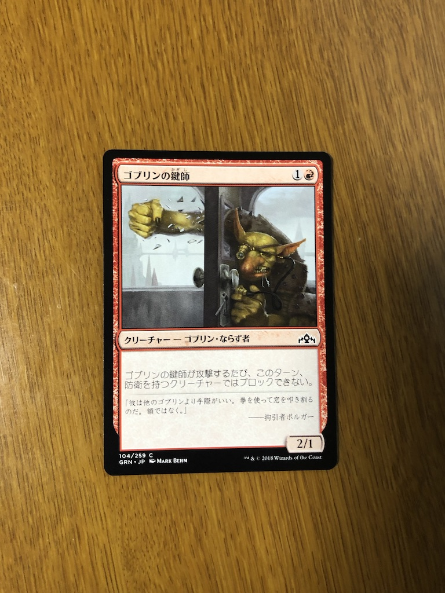 ゴブリンの鍵師 1
クリーチャー — ゴブリン・ならず者
ゴブリンの鍵師が攻撃するたび、このターン、
防衛を持つクリーチャーではブロックできない。
「奴は他のゴブリンより手際がいい。拳を使って窓を叩き割る
のだ。頭ではなく。」
──拘引者ボルガー
2/1
104/259 C
GRN • JP MARK BEHM
™ & © 2018 Wizards of the Coast